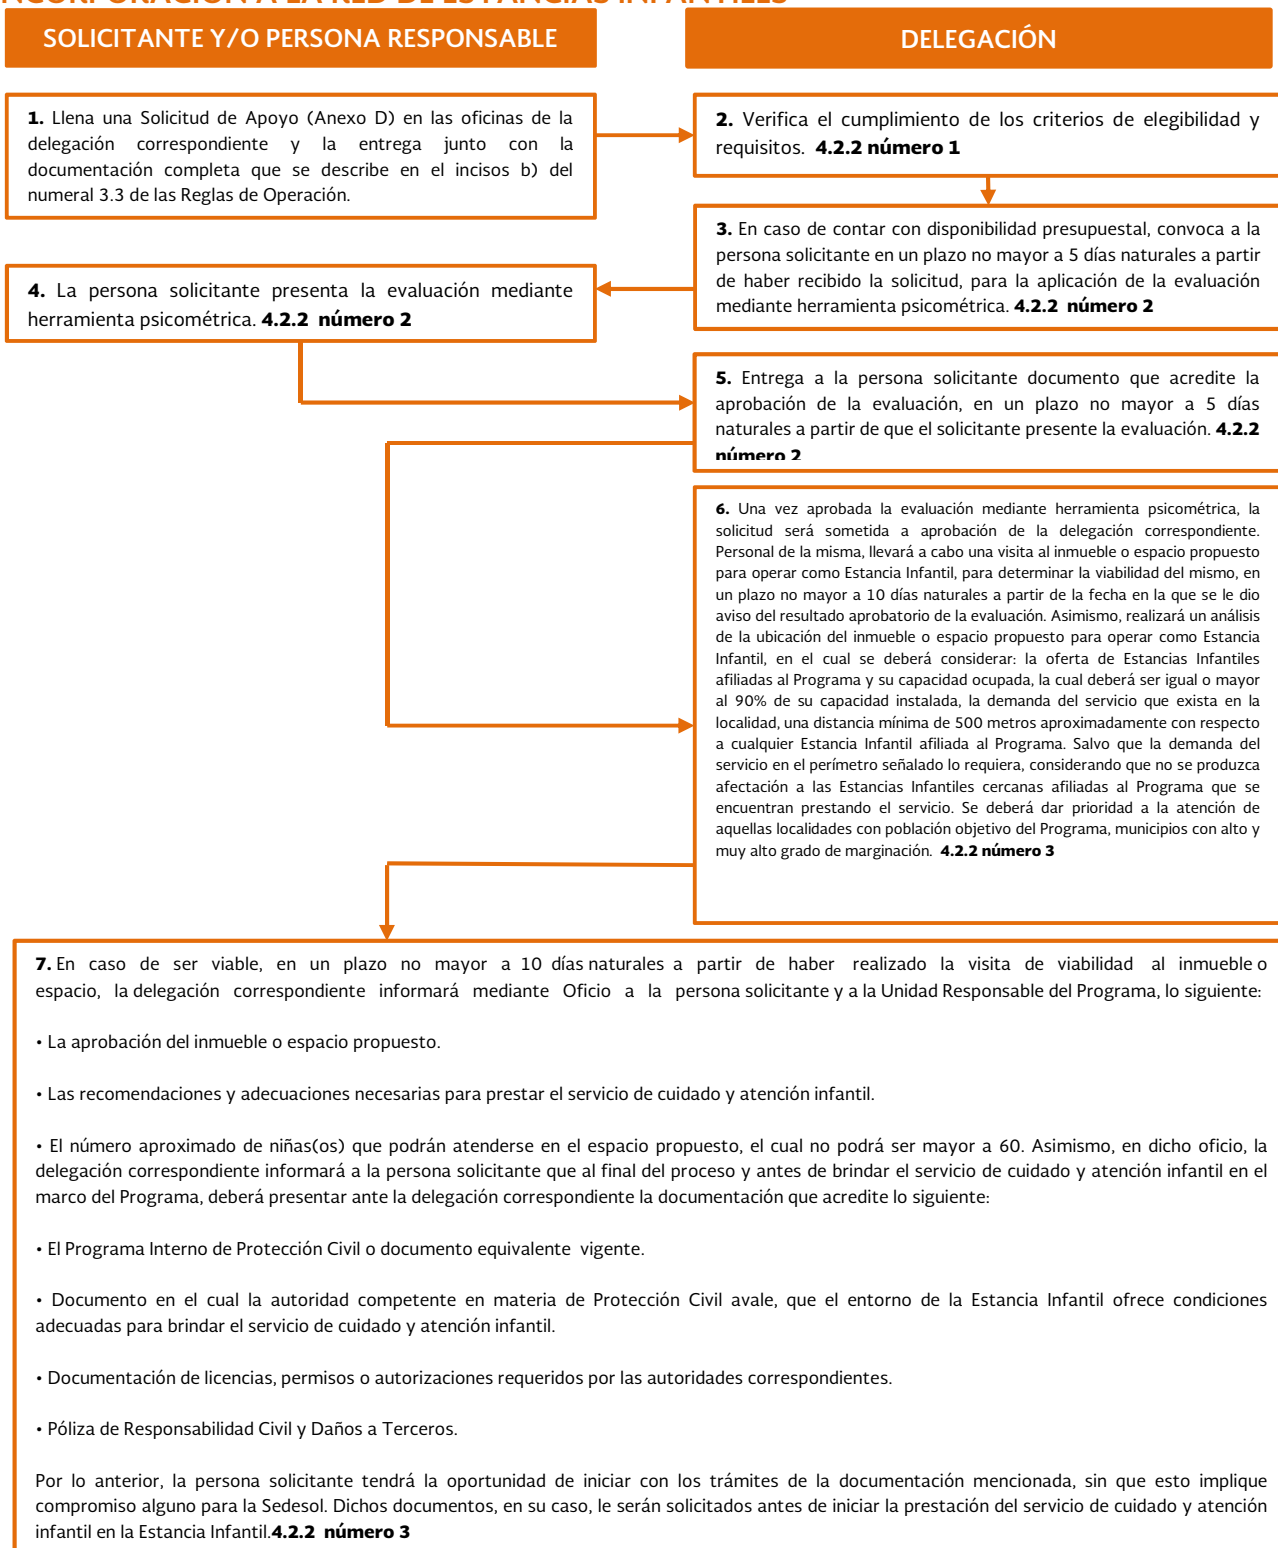 INCORPORACIÓN A LA RED DE ESTANCIAS INFANTILES
SOLICITANTE Y/O PERSONA RESPONSABLE
DELEGACIÓN
1. Llena una Solicitud de Apoyo (Anexo D) en las oficinas de la
delegación correspondiente y la entrega junto con la
documentación completa que se describe en el incisos b) del
numeral 3.3 de las Reglas de Operación.
2. Verifica el cumplimiento de los criterios de elegibilidad y
requisitos. 4.2.2 número 1
3. En caso de contar con disponibilidad presupuestal, convoca a la
persona solicitante en un plazo no mayor a 5 días naturales a partir
de haber recibido la solicitud, para la aplicación de la evaluación
mediante herramienta psicométrica. 4.2.2 número 2
4. La persona solicitante presenta la evaluación mediante
herramienta psicométrica. 4.2.2 número 2
5. Entrega a la persona solicitante documento que acredite la
aprobación de la evaluación, en un plazo no mayor a 5 días
naturales a partir de que el solicitante presente la evaluación. 4.2.2
número 2
6. Una vez aprobada la evaluación mediante herramienta psicométrica, la
solicitud será sometida a aprobación de la delegación correspondiente.
Personal de la misma, llevará a cabo una visita al inmueble o espacio propuesto
para operar como Estancia Infantil, para determinar la viabilidad del mismo, en
un plazo no mayor a 10 días naturales a partir de la fecha en la que se le dio
aviso del resultado aprobatorio de la evaluación. Asimismo, realizará un análisis
de la ubicación del inmueble o espacio propuesto para operar como Estancia
Infantil, en el cual se deberá considerar: la oferta de Estancias Infantiles
afiliadas al Programa y su capacidad ocupada, la cual deberá ser igual o mayor
al 90% de su capacidad instalada, la demanda del servicio que exista en la
localidad, una distancia mínima de 500 metros aproximadamente con respecto
a cualquier Estancia Infantil afiliada al Programa. Salvo que la demanda del
servicio en el perímetro señalado lo requiera, considerando que no se produzca
afectación a las Estancias Infantiles cercanas afiliadas al Programa que se
encuentran prestando el servicio. Se deberá dar prioridad a la atención de
aquellas localidades con población objetivo del Programa, municipios con alto y
muy alto grado de marginación. 4.2.2 número 3
7. En caso de ser viable, en un plazo no mayor a 10 días naturales a partir de haber realizado la visita de viabilidad al inmueble o
espacio, la delegación correspondiente informará mediante Oficio a la persona solicitante y a la Unidad Responsable del Programa, lo siguiente:
• La aprobación del inmueble o espacio propuesto.
• Las recomendaciones y adecuaciones necesarias para prestar el servicio de cuidado y atención infantil.
• El número aproximado de niñas(os) que podrán atenderse en el espacio propuesto, el cual no podrá ser mayor a 60. Asimismo, en dicho oficio, la
delegación correspondiente informará a la persona solicitante que al final del proceso y antes de brindar el servicio de cuidado y atención infantil en el
marco del Programa, deberá presentar ante la delegación correspondiente la documentación que acredite lo siguiente:
• El Programa Interno de Protección Civil o documento equivalente vigente.
• Documento en el cual la autoridad competente en materia de Protección Civil avale, que el entorno de la Estancia Infantil ofrece condiciones
adecuadas para brindar el servicio de cuidado y atención infantil.
• Documentación de licencias, permisos o autorizaciones requeridos por las autoridades correspondientes.
• Póliza de Responsabilidad Civil y Daños a Terceros.
Por lo anterior, la persona solicitante tendrá la oportunidad de iniciar con los trámites de la documentación mencionada, sin que esto implique
compromiso alguno para la Sedesol. Dichos documentos, en su caso, le serán solicitados antes de iniciar la prestación del servicio de cuidado y atención
infantil en la Estancia Infantil.4.2.2 número 3